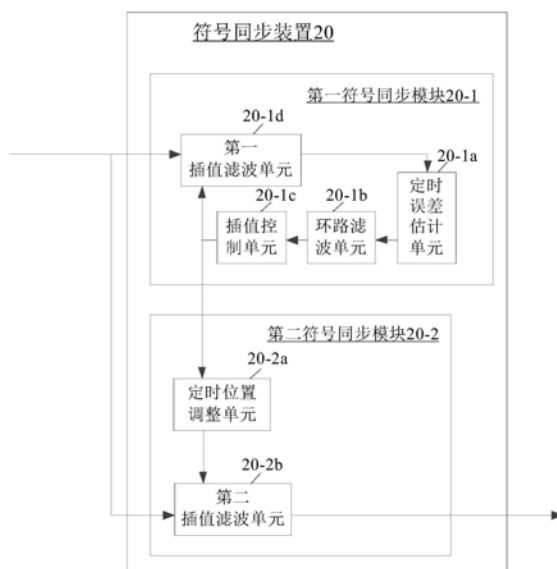 符号同步装置20
第一符号同步模块20-1
20-1d
第一
插值滤波单元
20-1a
定时
误差
估计
单元
20-1b
环路滤
波单元
20-1c
插值控
制单元
第二符号同步模块20-2
20-2a
定时位置
调整单元
20-2b
第二
插值滤波单元